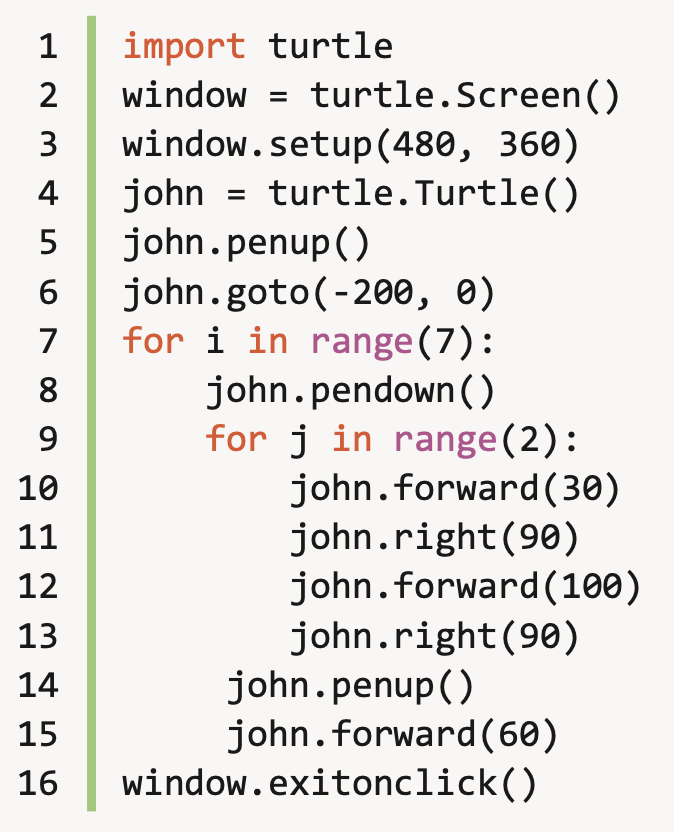 1 import turtle
2 window = turtle.Screen()
3 window.setup(480, 360)
4 john = turtle.Turtle()
5 john.penup()
6 john.goto(-200, 0)
7 for i in range(7):
8     john.pendown()
9     for j in range(2):
10         john.forward(30)
11         john.right(90)
12         john.forward(100)
13         john.right(90)
14      john.penup()
15      john.forward(60)
16 window.exitonclick()